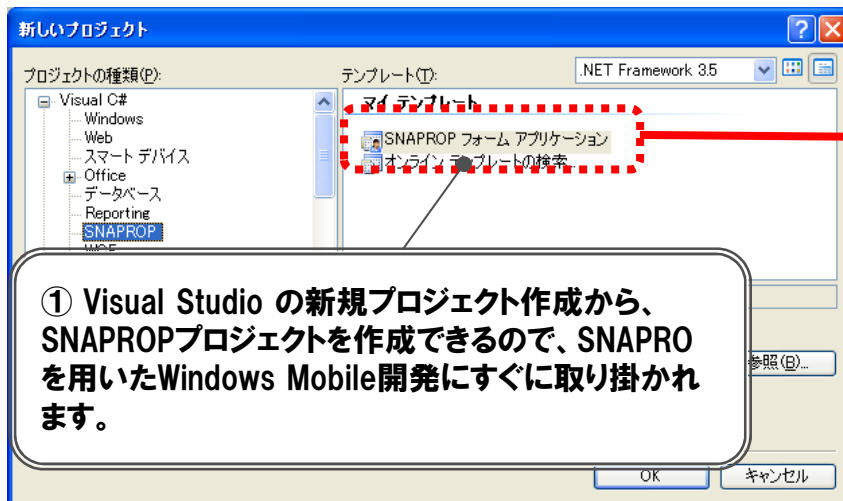 新しいプロジェクト
プロジェクトの種類(P):
テンプレート(T):
.NET Framework 3.5
Visual C#
Windows
Web
スマート デバイス
Office
データベース
Reporting
SNAPROP
マイ テンプレート
SNAPROP フォーム アプリケーション
オンライン テンプレートの検索...
① Visual Studio の新規プロジェクト作成から、
SNAPROPプロジェクトを作成できるので、SNAPRO
を用いたWindows Mobile開発にすぐに取り掛かれ
ます。
参照(B)...
OK
キャンセル